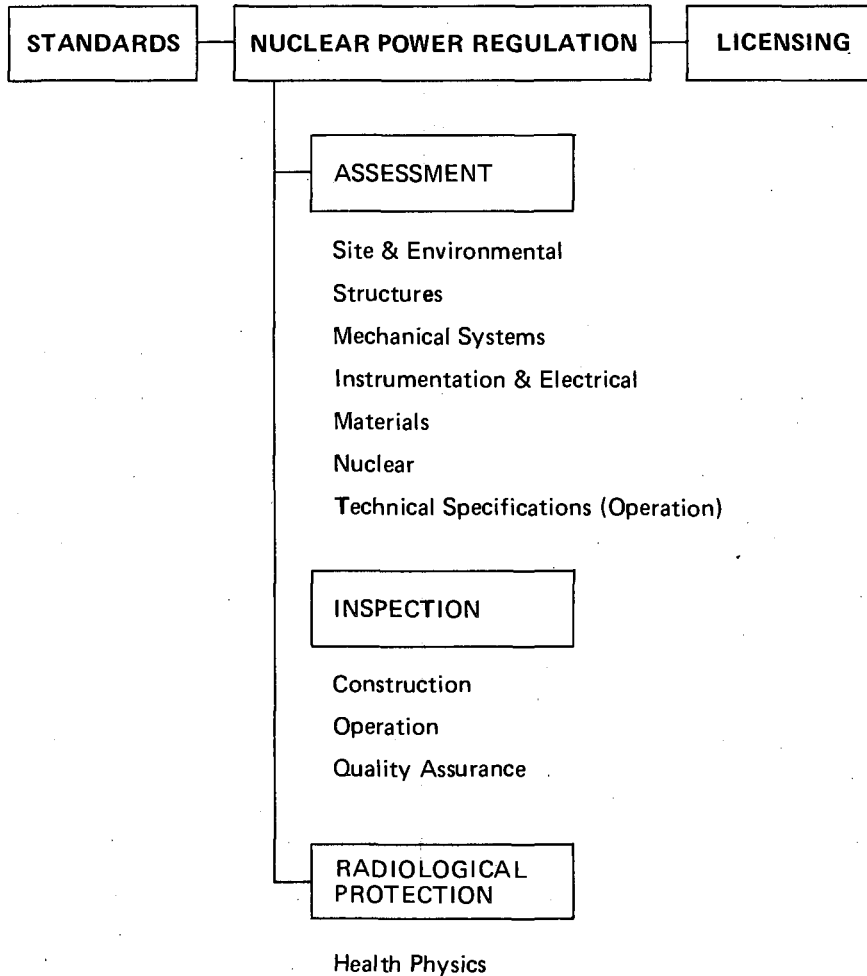 STANDARDS NUCLEAR POWER REGULATION LICENSING
ASSESSMENT
Site & Environmental
Structures
Mechanical Systems
Instrumentation & Electrical
Materials
Nuclear
Technical Specifications (Operation)
INSPECTION
Construction
Operation
Quality Assurance
RADIOLOGICAL
PROTECTION
Health Physics